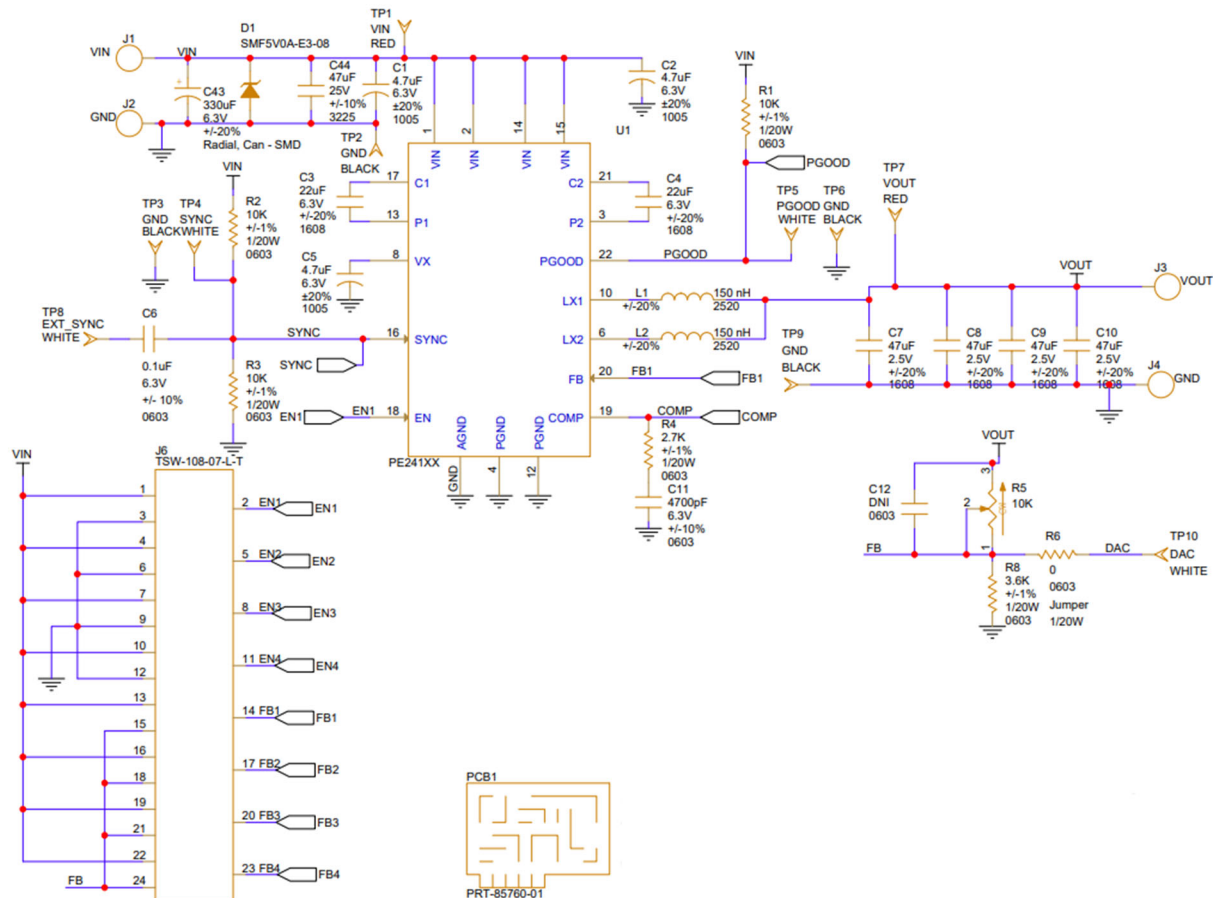 J1
VIN
VIN
J2
GND
C43
330uF
6.3V
+/-20%
Radial, Can - SMD
+
D1
SMF5V0A-E3-08
C44
47uF
25V
+/-10%
3225
TP1
VIN
RED
C1
4.7uF
6.3V
±20%
1005
TP2
GND
BLACK
C2
4.7uF
6.3V
±20%
1005
U1
1
2
14
15
VIN
VIN
VIN
VIN
VIN
R1
10K
+/-1%
1/20W
0603
PGOOD
C3
22uF
6.3V
+/-20%
1608
17
C1
13
P1
C2
21
P2
3
C4
22uF
6.3V
+/-20%
1608
VIN
R2
10K
+/-1%
1/20W
0603
TP3
GND
BLACK
TP4
SYNC
WHITE
C5
4.7uF
6.3V
±20%
1005
8
VX
PGOOD
22
PGOOD
TP5
PGOOD
WHITE
TP6
GND
BLACK
TP7
VOUT
RED
TP8
EXT_SYNC
WHITE
C6
0.1uF
6.3V
+/- 10%
0603
SYNC
16
SYNC
SYNC
R3
10K
+/-1%
1/20W
0603
EN1
EN1
18
EN
LX1
10
L1
+/-20%
150 nH
2520
LX2
6
L2
+/-20%
150 nH
2520
FB
20
FB1
FB1
COMP
19
COMP
COMP
AGND
PGND
PGND
GND
4
12
PE241XX
R4
2.7K
+/-1%
1/20W
0603
C11
4700pF
6.3V
+/-10%
0603
TP9
GND
BLACK
C7
47uF
2.5V
+/-20%
1608
C8
47uF
2.5V
+/-20%
1608
C9
47uF
2.5V
+/-20%
1608
C10
47uF
2.5V
+/-20%
1608
VOUT
J3
VOUT
J4
GND
VOUT
C12
DNI
0603
3
2
1
R5
10K
FB
R8
3.6K
+/-1%
1/20W
0603
R6
0
0603
Jumper
1/20W
DAC
TP10
DAC
WHITE
VIN
J6
TSW-108-07-L-T
1
2 EN1
EN1
3
4
5 EN2
EN2
6
7
8 EN3
EN3
9
10
11 EN4
EN4
12
13
14 FB1
FB1
15
16
17 FB2
FB2
18
19
20 FB3
FB3
21
22
23 FB4
FB4
FB
24
PCB1
PRT-85760-01